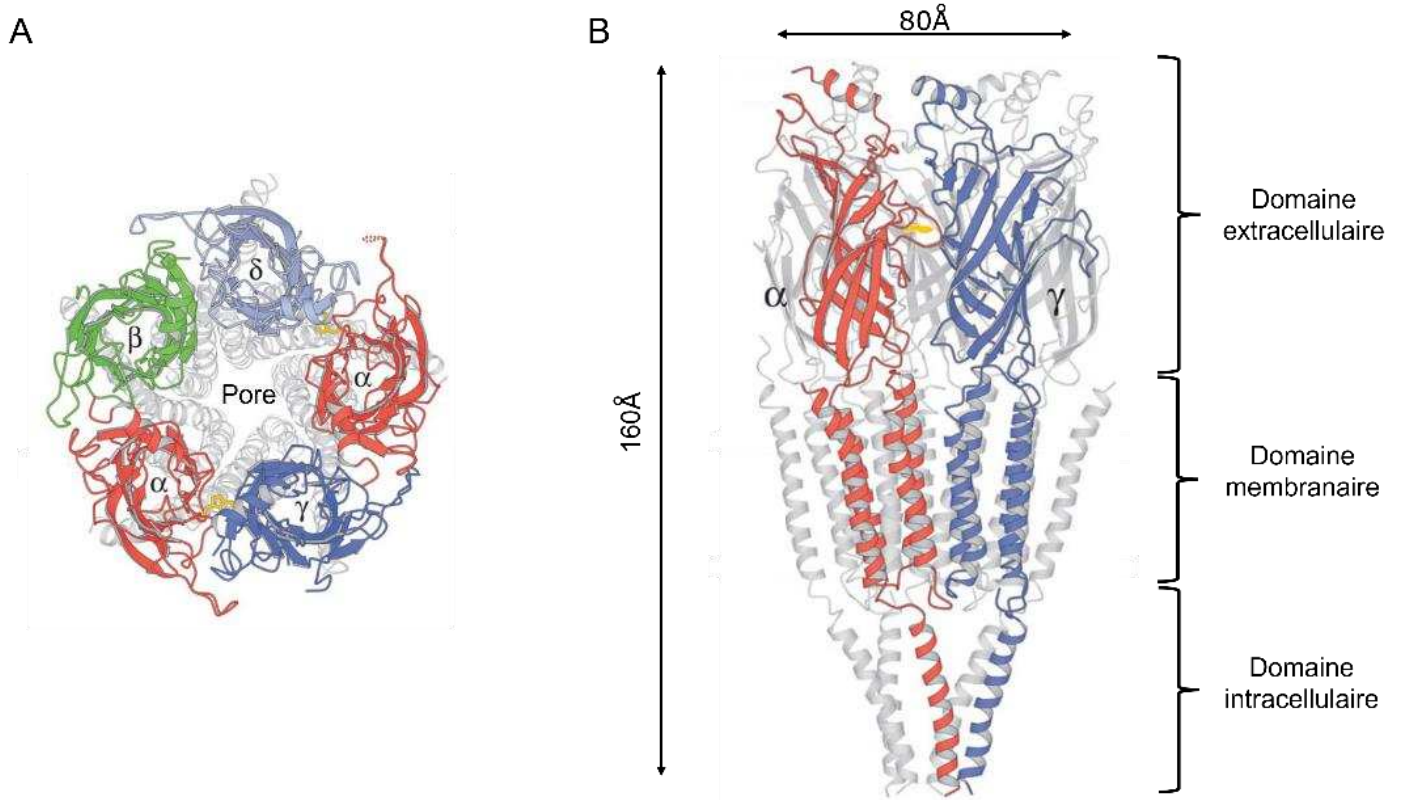 A
B
80Å
160Å
δ
β
α
Pore
α
γ
α
γ
Domaine
extracellulaire
Domaine
membranaire
Domaine
intracellulaire